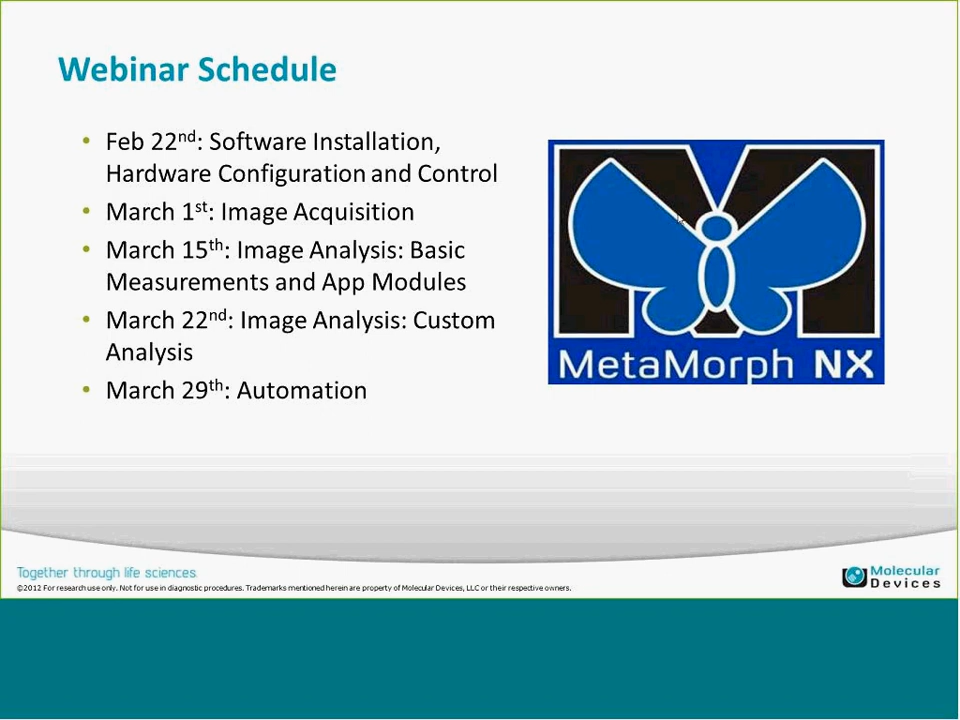 Webinar Schedule
• Feb 22nd: Software Installation,
Hardware Configuration and Control
• March 1st: Image Acquisition
• March 15th: Image Analysis: Basic
Measurements and App Modules
• March 22nd: Image Analysis: Custom
Analysis
• March 29th: Automation
MetaMorph NX
Together through life sciences.
©2012 For research use only. Not for use in diagnostic procedures. Trademarks mentioned herein are property of Molecular Devices, LLC or their respective owners.
Molecular
Devices